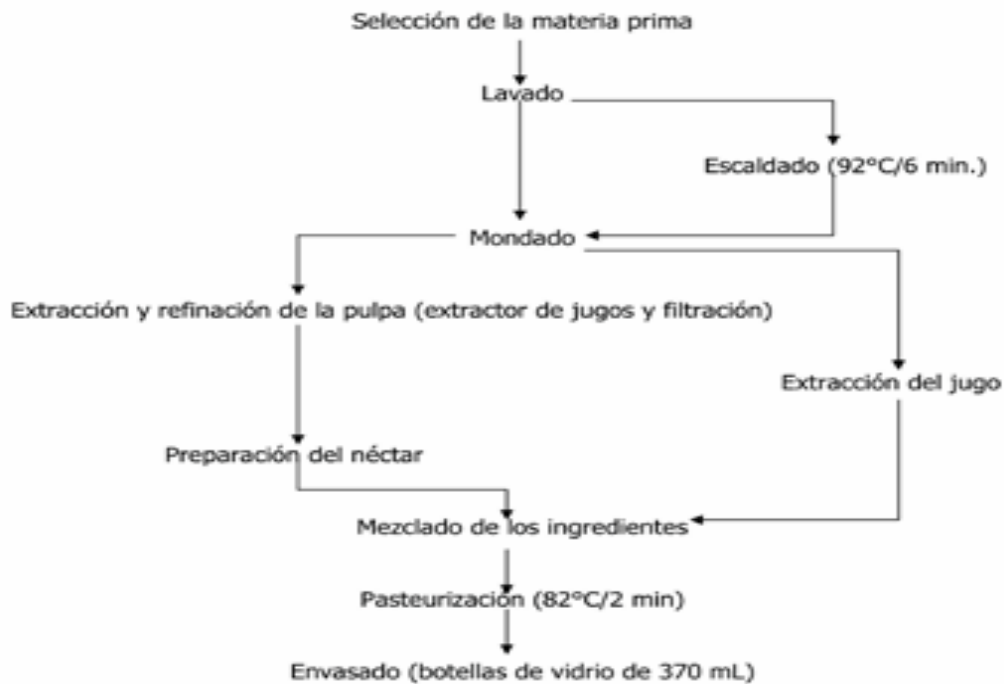 Selección de la materia prima
Lavado
Escaldado (92°C/6 min.)
Mondado
Extracción y refinación de la pulpa (extractor de jugos y filtración)
Extracción del jugo
Preparación del néctar
Mezclado de los ingredientes
Pasteurización (82°C/2 min)
Envasado (botellas de vidrio de 370 mL)